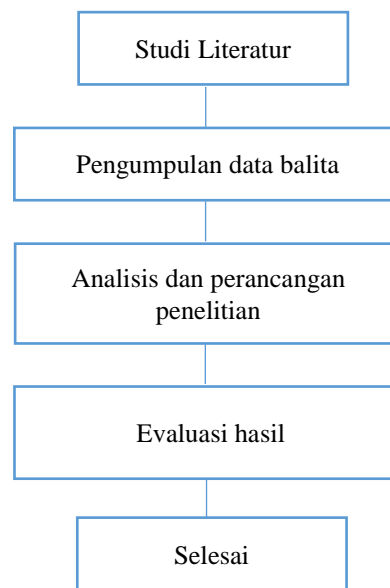 Studi Literatur
Pengumpulan data balita
Analisis dan perancangan
penelitian
Evaluasi hasil
Selesai